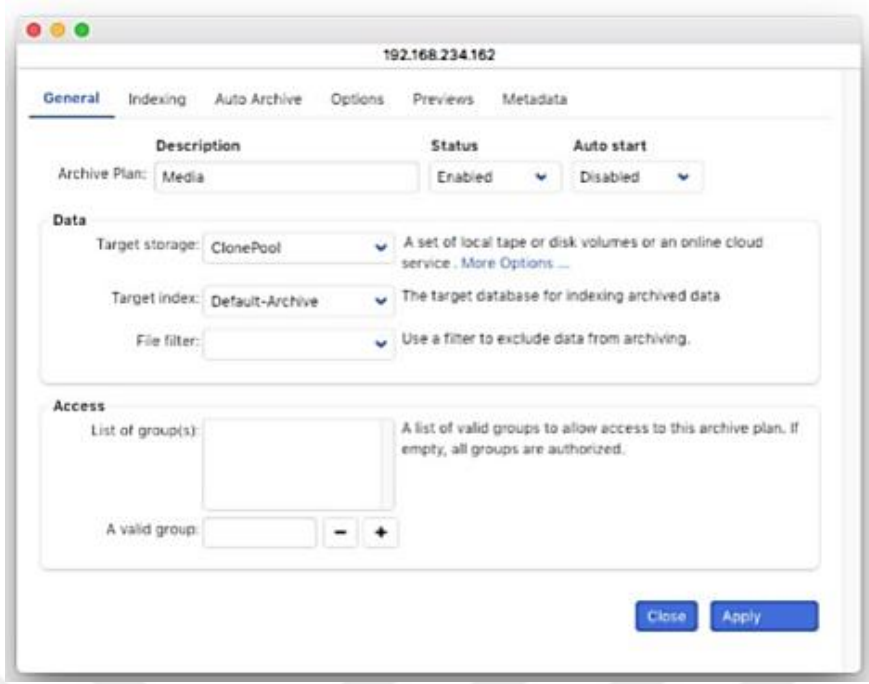 192.168.234.162
General Indexing Auto Archive Options Previews Metadata
Description Status Auto start
Archive Plan: Media Enabled Disabled
Data
Target storage: ClonePool A set of local tape or disk volumes or an online cloud
service . More Options ...
Target index: Default-Archive The target database for indexing archived data
File filter: Use a filter to exclude data from archiving.
Access
List of group(s): A list of valid groups to allow access to this archive plan. If
empty, all groups are authorized.
A valid group: - +
Close Apply